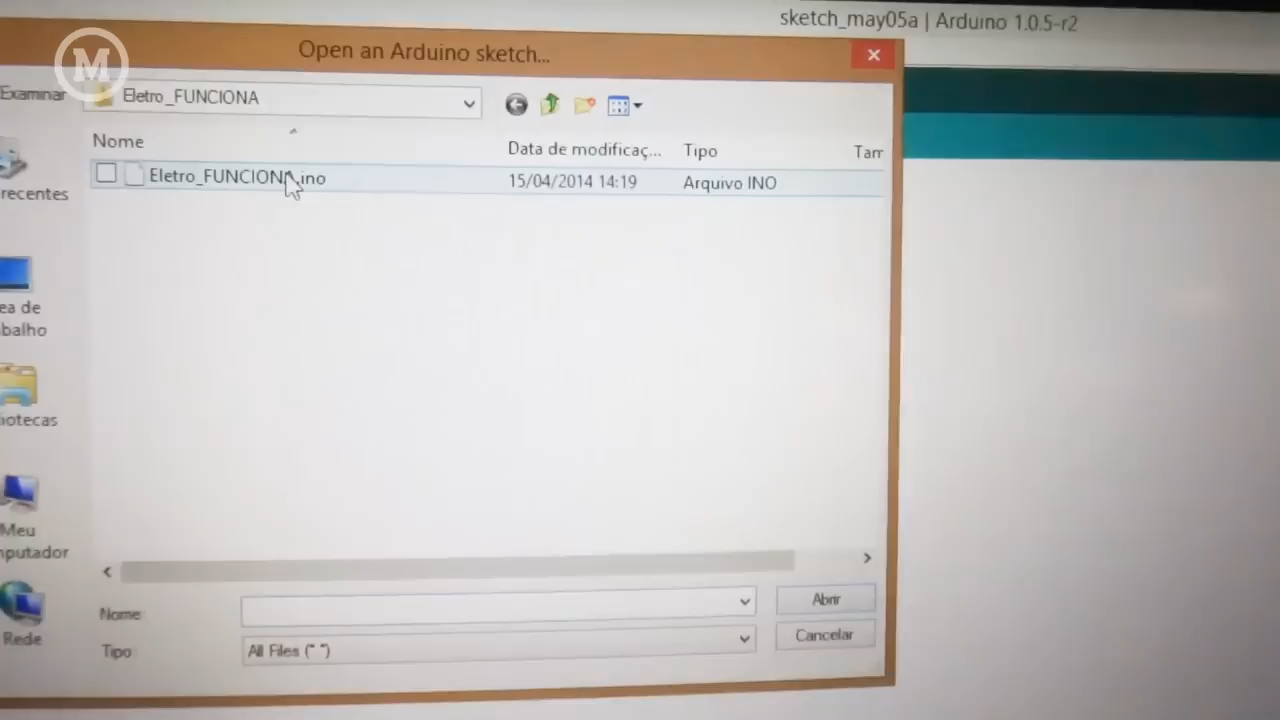 sketch_may05a | Arduino 1.0.5-r2
Open an Arduino sketch...
M
Examinar
Eletro_FUNCIONA
Nome
Data de modificaç...
Tipo
Tam
Eletro_FUNCIONA.ino
15/04/2014 14:19
Arquivo INO
recentes
ea de
balho
iotecas
Meu
nputador
Rede
Nome:
Abrir
Tipo:
All Files (*.*)
Cancelar